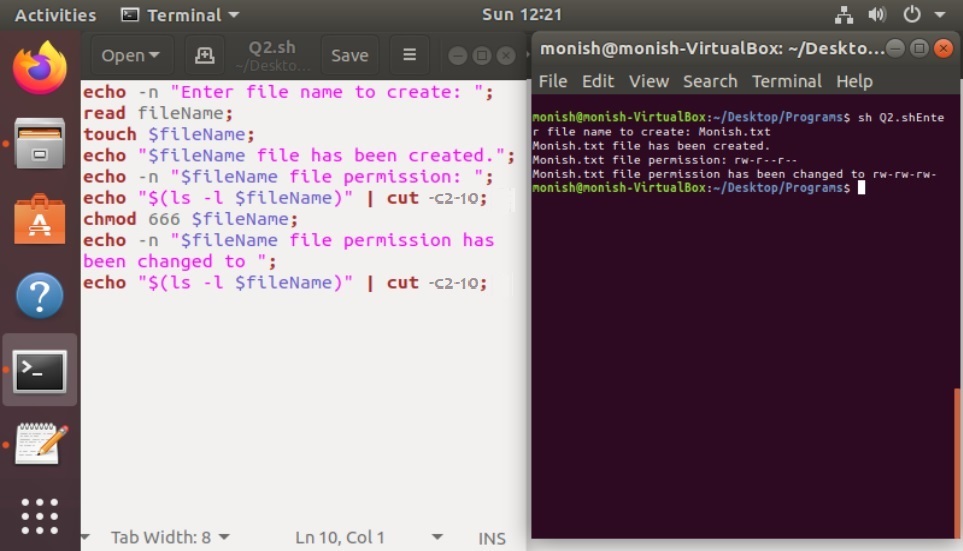 Activities Terminal Sun 12:21
Open Q2.sh Save
~/Deskto...
echo -n "Enter file name to create: ";
read fileName;
touch $fileName;
echo "$fileName file has been created.";
echo -n "$fileName file permission: ";
echo "$(ls -l $fileName)" | cut -c2-10;
chmod 666 $fileName;
echo -n "$fileName file permission has
been changed to ";
echo "$(ls -l $fileName)" | cut -c2-10;
Tab Width: 8 Ln 10, Col 1 INS
monish@monish-VirtualBox: ~/Deskto...
File Edit View Search Terminal Help
monish@monish-VirtualBox:~/Desktop/Programs$ sh Q2.shEnte
r file name to create: Monish.txt
Monish.txt file has been created.
Monish.txt file permission: rw-r--r--
Monish.txt file permission has been changed to rw-rw-rw-
monish@monish-VirtualBox:~/Desktop/Programs$